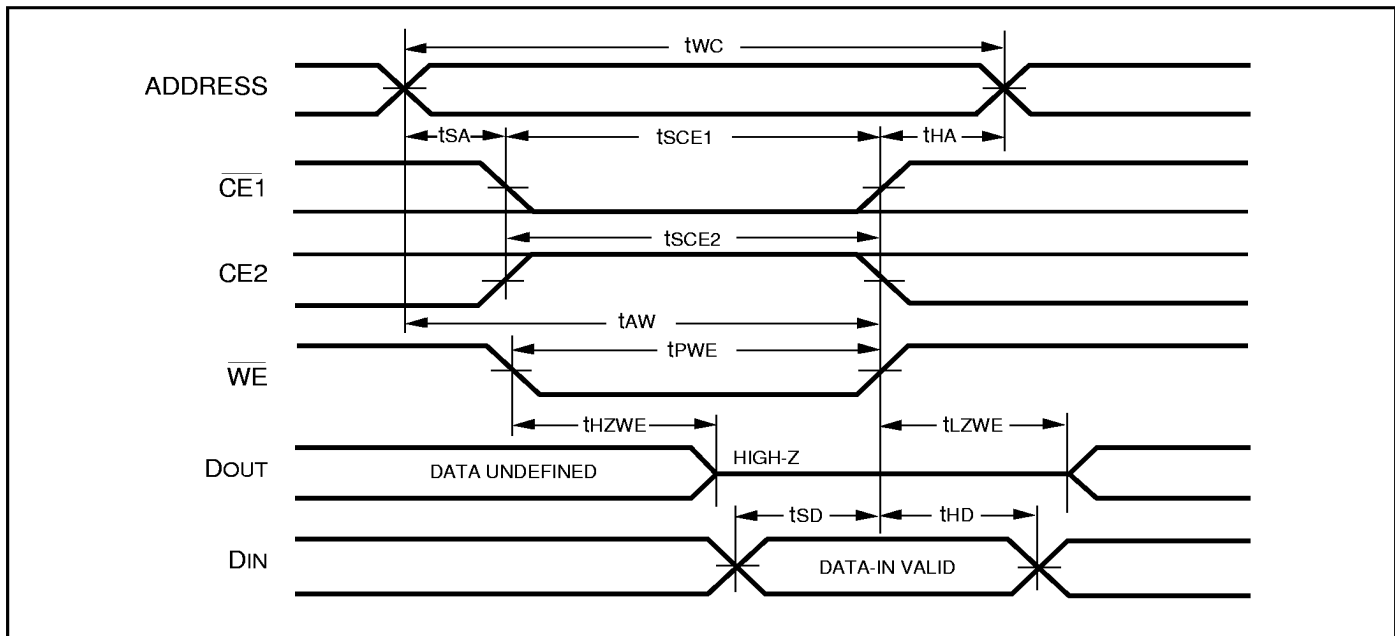 tWC
ADDRESS
tSA
tSCE1
tHA
CE1
tSCE2
CE2
tAW
tPWE
WE
tHZWE
tLZWE
DOUT
DATA UNDEFINED
HIGH-Z
tSD
tHD
DIN
DATA-IN VALID